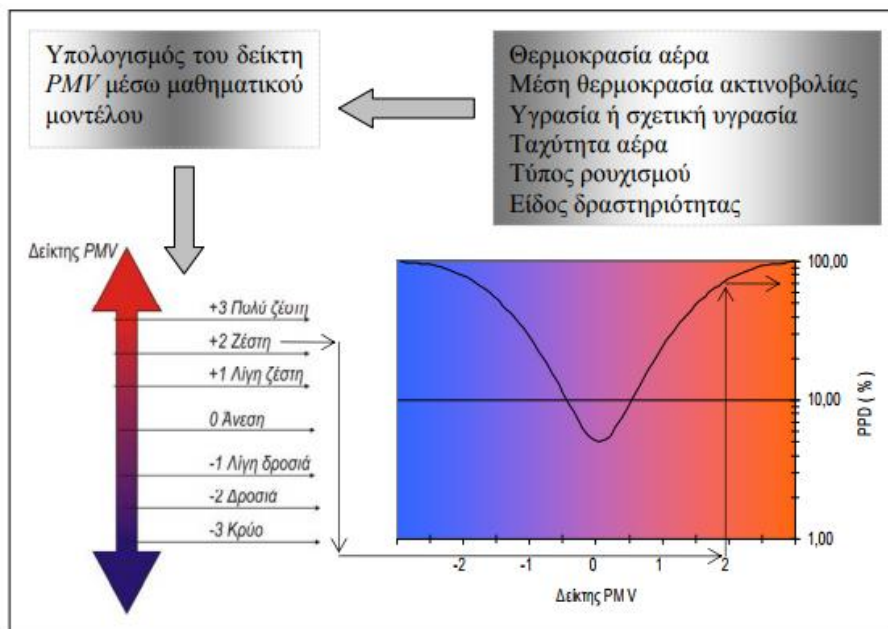 Υπολογισμός του δείκτη
PMV μέσω μαθηματικού
μοντέλου
Θερμοκρασία αέρα
Μέση θερμοκρασία ακτινοβολίας
Υγρασία ή σχετική υγρασία
Ταχύτητα αέρα
Τύπος ρουχισμού
Είδος δραστηριότητας
Δείκτης PMV
+3 Πολύ ζέστη
+2 Ζέστη
+1 Λίγη ζέστη
0 Άνεση
-1 Λίγη δροσιά
-2 Δροσιά
-3 Κρύο
100,00
10,00
1,00
PPD ( % )
-2 -1 0 1 2
Δείκτης PMV